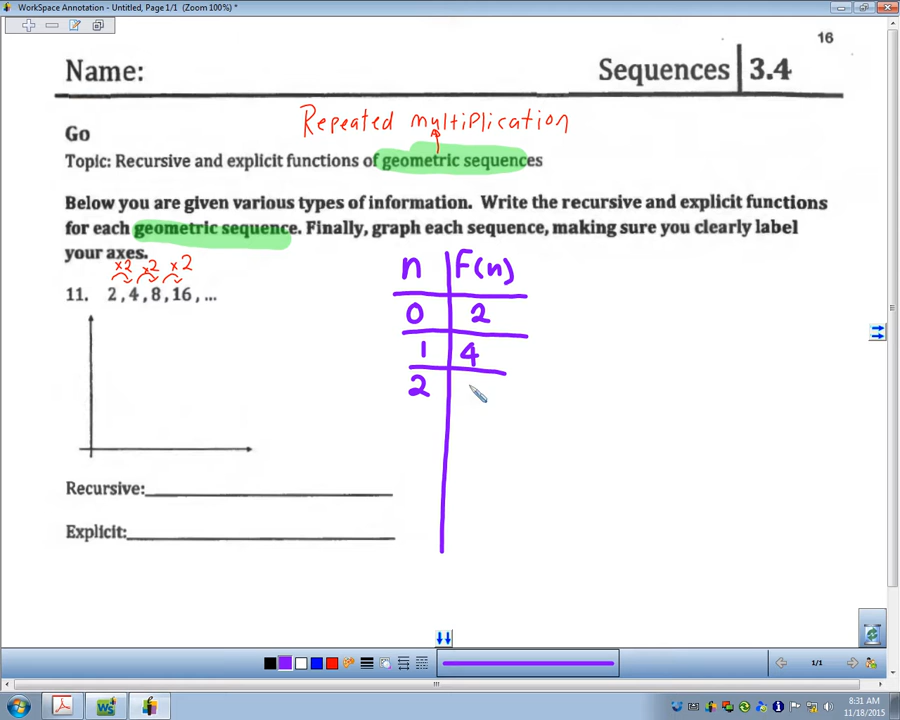 WorkSpace Annotation - Untitled, Page1/1 (Zoom 100%) *
16
Name:
Sequences 3.4
Repeated multiplication
Go
Topic: Recursive and explicit functions of geometric sequences
Below you are given various types of information. Write the recursive and explicit functions
for each geometric sequence. Finally, graph each sequence, making sure you clearly label
your axes.
×2 ×2 ×2
11. 2, 4, 8, 16, ...
n F(n)
0 2
1 4
2
Recursive:
Explicit:
1/1
8:31 AM
11/18/2015